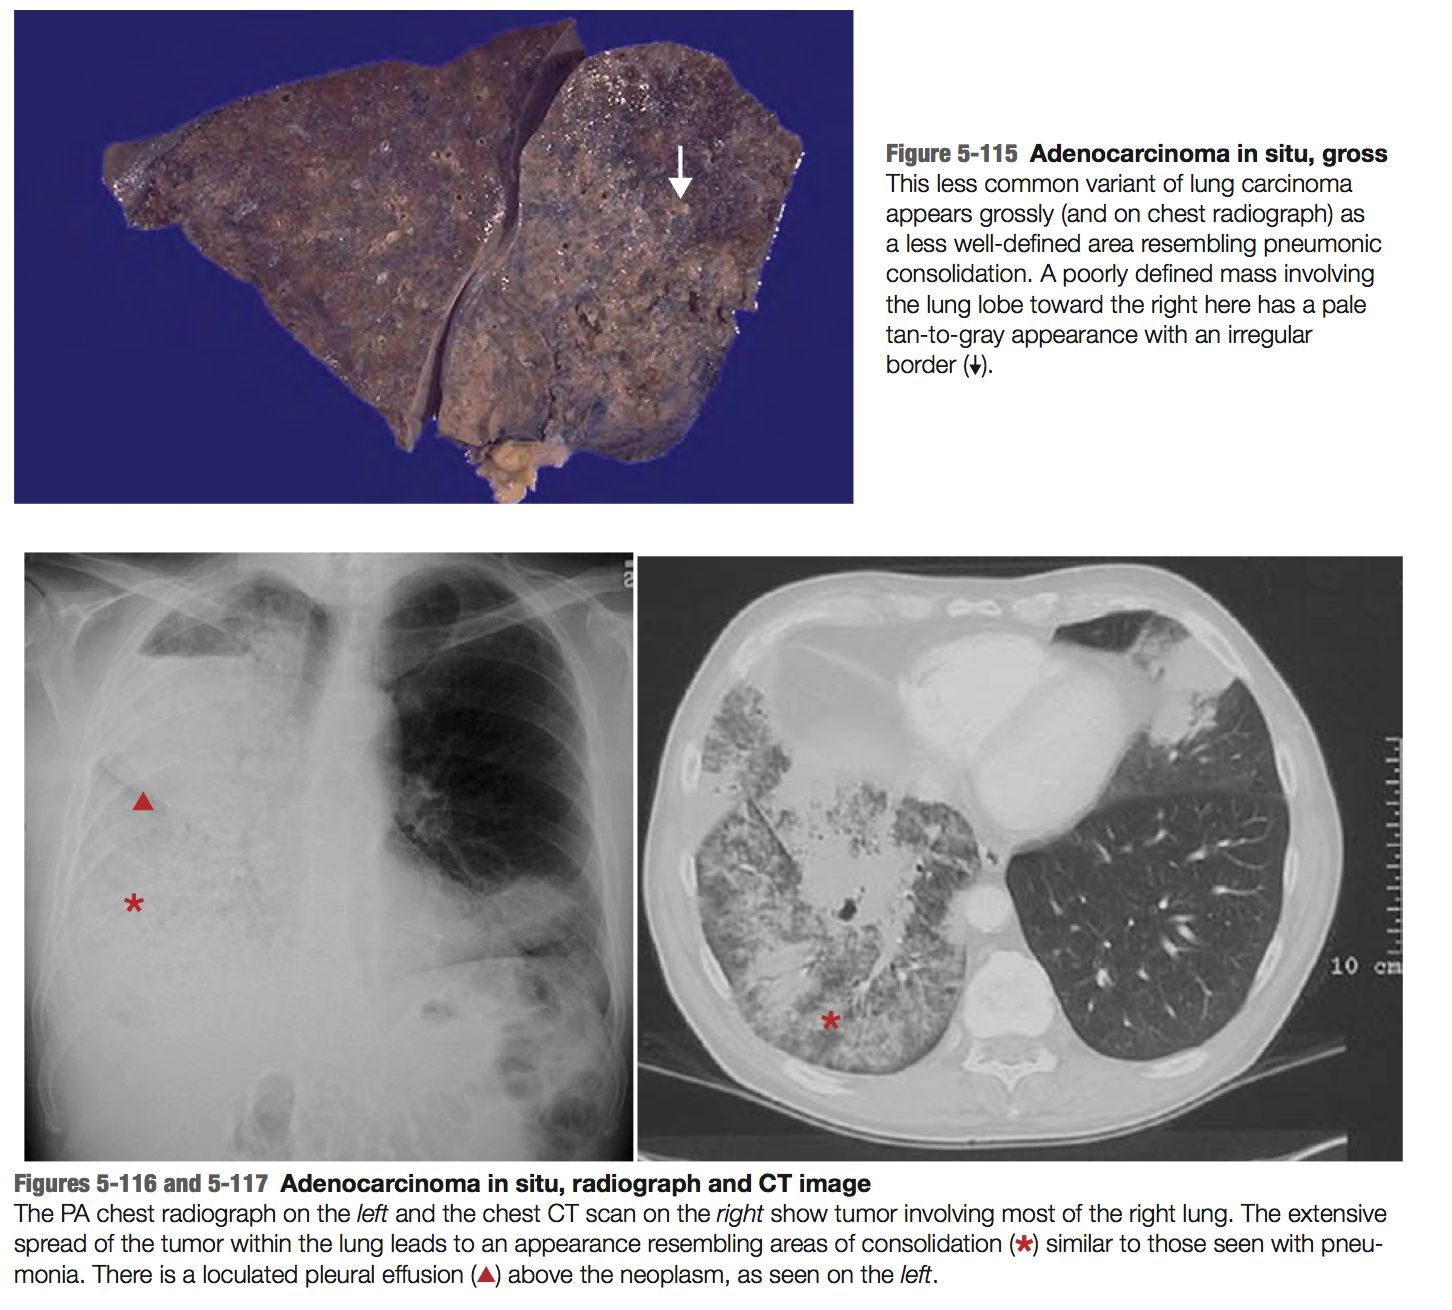 Figure 5-115 Adenocarcinoma in situ, gross
This less common variant of lung carcinoma
appears grossly (and on chest radiograph) as
a less well-defined area resembling pneumonic
consolidation. A poorly defined mass involving
the lung lobe toward the right here has a pale
tan-to-gray appearance with an irregular
border (↓).
10 cm
Figures 5-116 and 5-117 Adenocarcinoma in situ, radiograph and CT image
The PA chest radiograph on the left and the chest CT scan on the right show tumor involving most of the right lung. The extensive
spread of the tumor within the lung leads to an appearance resembling areas of consolidation (*) similar to those seen with pneu-
monia. There is a loculated pleural effusion (▲) above the neoplasm, as seen on the left.